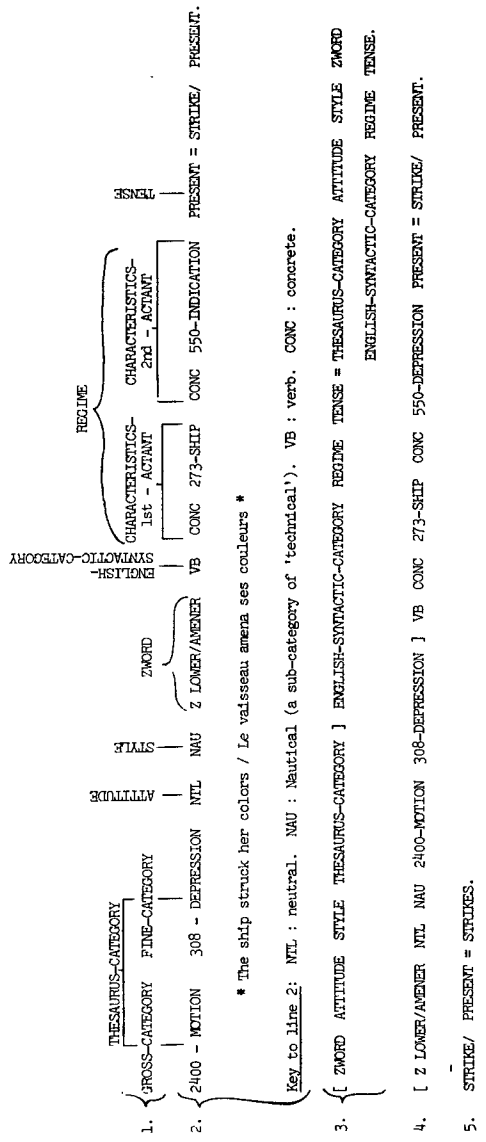 REGIME
THESAURUS-CATEGORY ZWORD CHARACTERISTICS- 1st - ACTANT CHARACTERISTICS- 2nd - ACTANT
1. GROSS-CATEGORY FINE-CATEGORY ATTITUDE STYLE ENGLISH- SYNTACTIC-CATEGORY TENSE
2. 2400 - MOTION 308 - DEPRESSION NTL NAU Z LOWER/AMENER VB CONC 273-SHIP CONC 550-INDICATION PRESENT = STRIKE/ PRESENT.
* The ship struck her colors / Le vaisseau amena ses couleurs *
Key to line 2: NTL : neutral. NAU : Nautical (a sub-category of 'technical'). VB : verb. CONC : concrete.
3. [ ZWORD ATTITUDE STYLE THESAURUS-CATEGORY ] ENGLISH-SYNTACTIC-CATEGORY REGIME TENSE = THESAURUS-CATEGORY ATTITUDE STYLE ZWORD
ENGLISH-SYNTACTIC-CATEGORY REGIME TENSE.
4. [ Z LOWER/AMENER NTL NAU 2400-MOTION 308-DEPRESSION ] VB CONC 273-SHIP CONC 550-DEPRESSION PRESENT = STRIKE/ PRESENT.
5. STRIKE/ PRESENT = STRIKES.